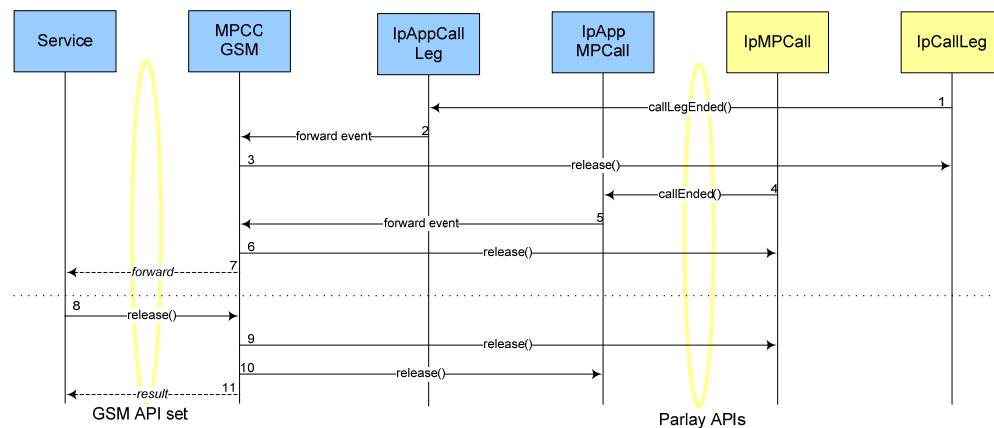 Service
MPCC
GSM
IpAppCall
Leg
IpApp
MPCall
IpMPCall
IpCallLeg
callLegEnded()
1
forward event
2
3
release()
callEnded()
4
forward event
5
6
release()
forward
7
8
release()
9
release()
10
release()
result
11
GSM API set
Parlay APIs